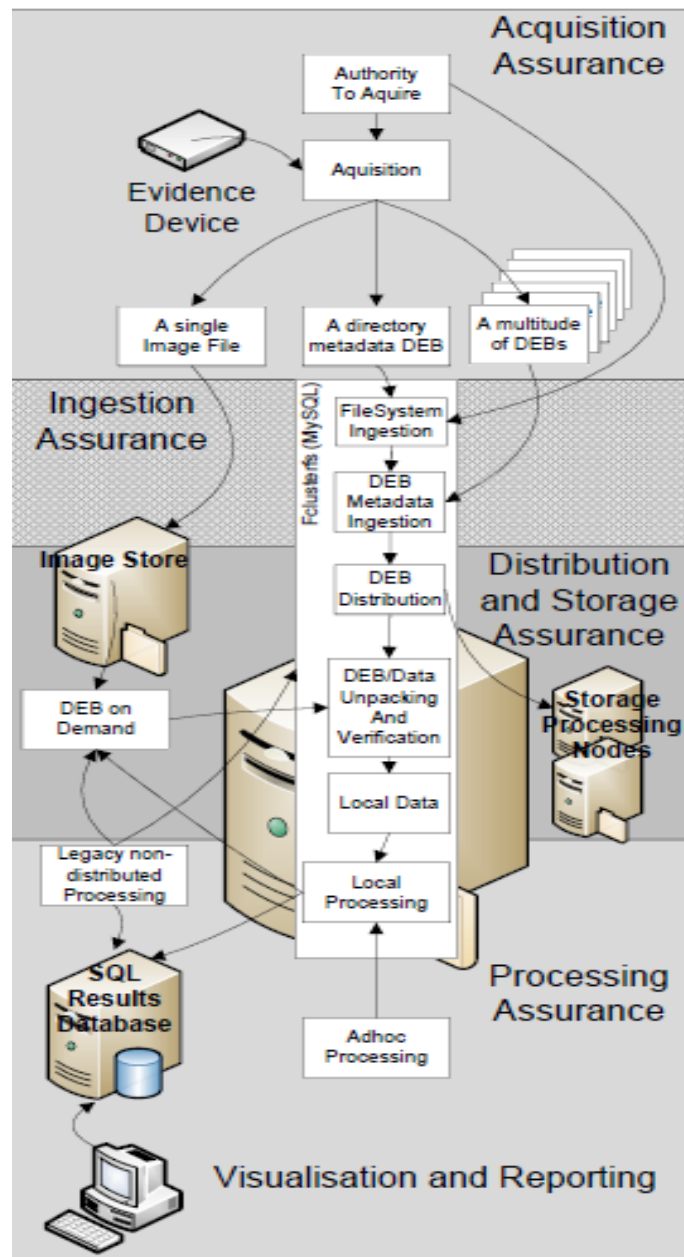 Acquisition
Assurance
Authority
To Aquire
Aquisition
Evidence
Device
A single
Image File
A directory
metadata DEB
A multitude
of DEBs
Ingestion
Assurance
Fclusterfs (MySQL)
FileSystem
Ingestion
DEB
Metadata
Ingestion
Image Store
DEB
Distribution
Distribution
and Storage
Assurance
DEB on
Demand
DEB/Data
Unpacking
And
Verification
Storage
Processing
Nodes
Local Data
Legacy non-
distributed
Processing
Local
Processing
SQL
Results
Database
Processing
Assurance
Adhoc
Processing
Visualisation and Reporting